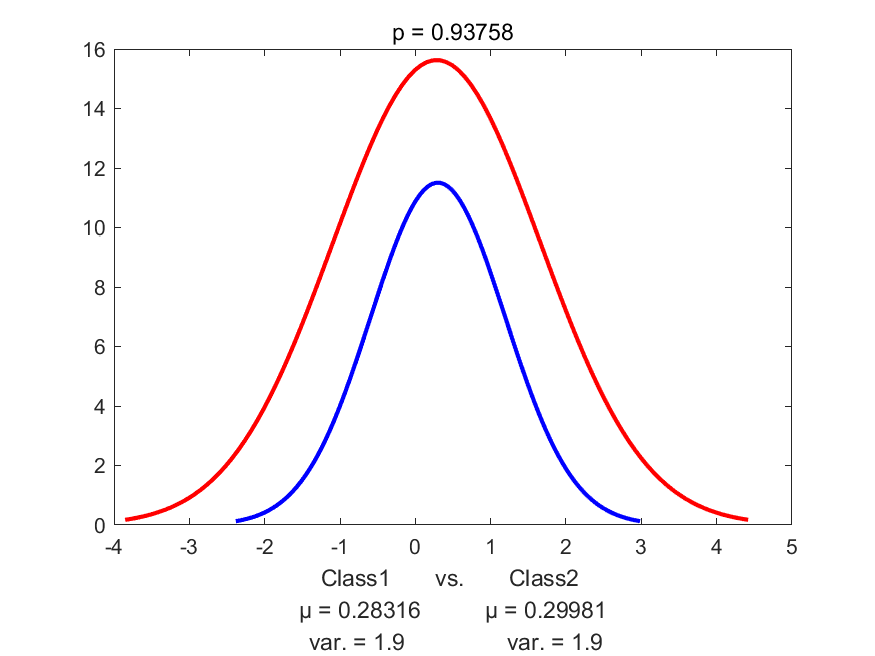 p = 0.93758
16
14
12
10
8
6
4
2
0
-4 -3 -2 -1 0 1 2 3 4 5
Class1 vs. Class2
μ = 0.28316 μ = 0.29981
var. = 1.9 var. = 1.9